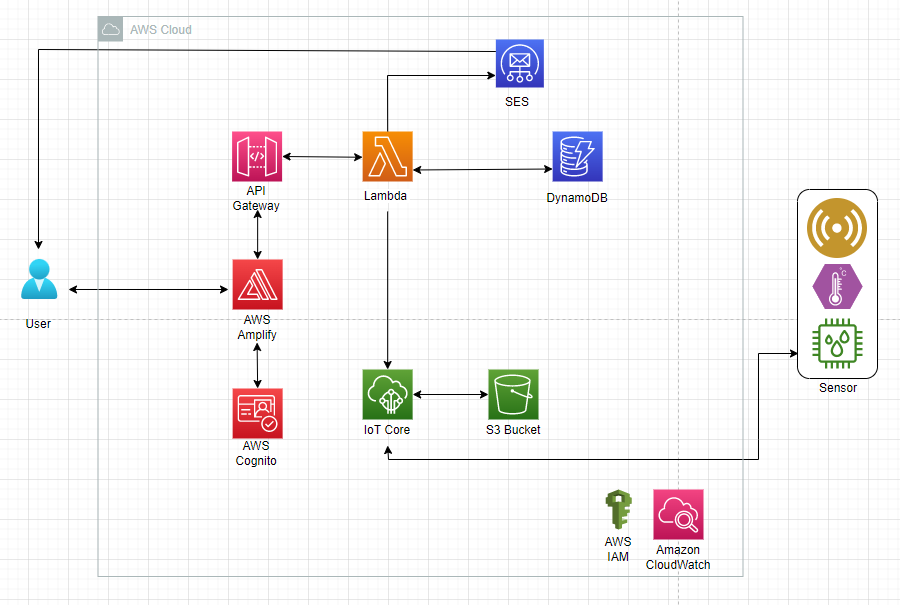 AWS Cloud
SES
API
Gateway
Lambda
DynamoDB
°C
User
AWS
Amplify
Sensor
IoT Core
S3 Bucket
AWS
Cognito
AWS
IAM
Amazon
CloudWatch